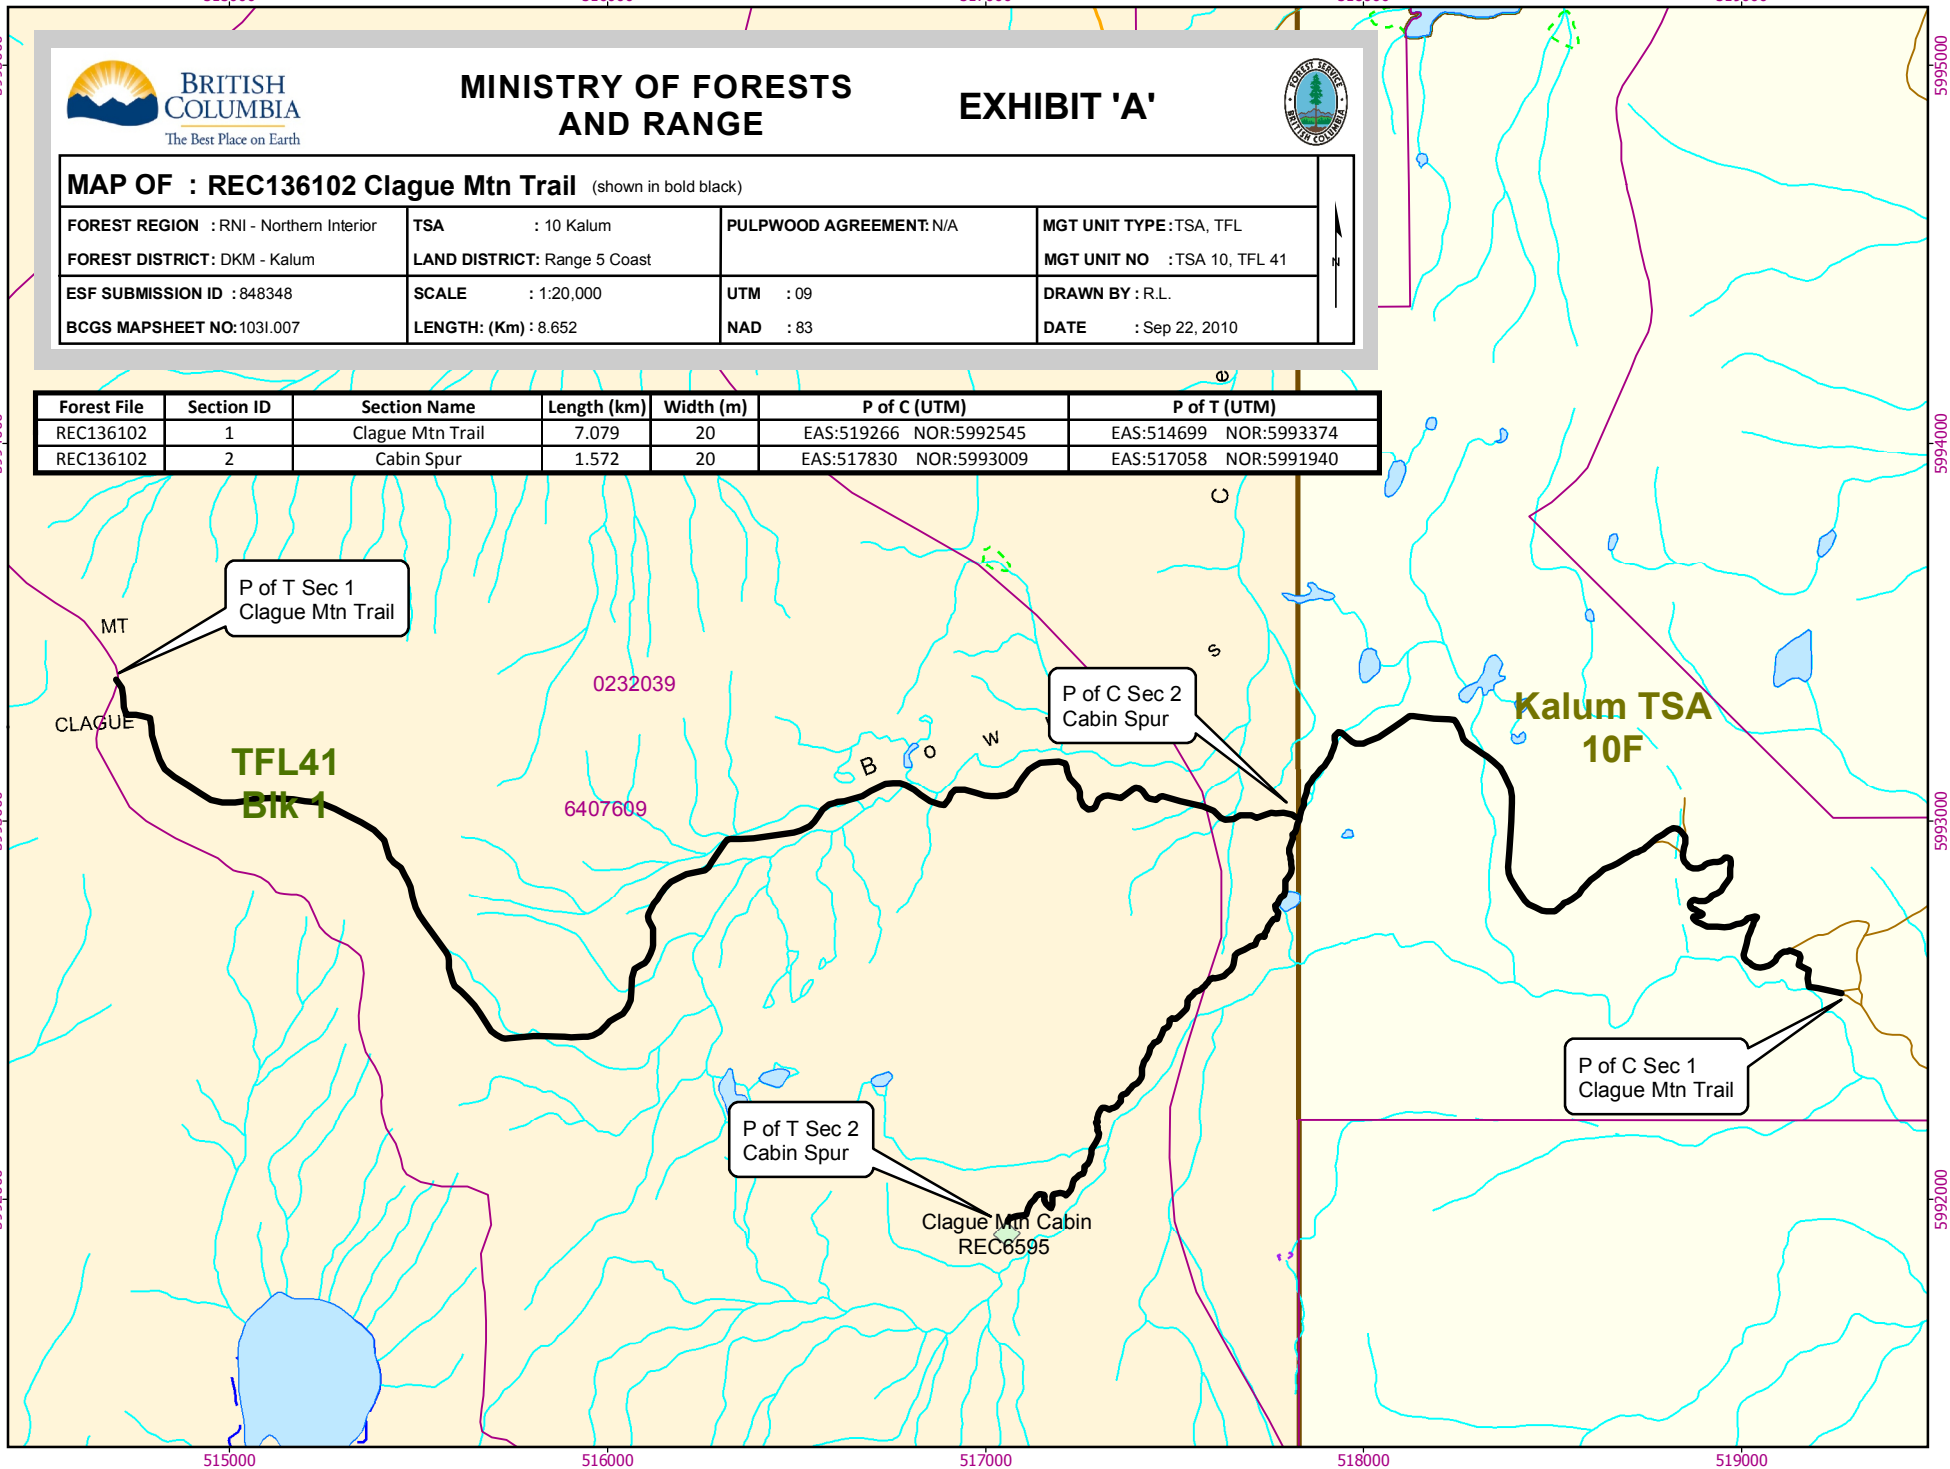 BRITISH
COLUMBIA
The Best Place on Earth
MINISTRY OF FORESTS
AND RANGE
EXHIBIT 'A'
FOREST SERVICE
BRITISH COLUMBIA
MAP OF : REC136102 Clague Mtn Trail (shown in bold black)
FOREST REGION : RNI - Northern Interior
FOREST DISTRICT: DKM - Kalum
TSA : 10 Kalum
LAND DISTRICT: Range 5 Coast
PULPWOOD AGREEMENT: N/A
MGT UNIT TYPE: TSA, TFL
MGT UNIT NO : TSA 10, TFL 41
ESF SUBMISSION ID : 848348
BCGS MAPSHEET NO: 103I.007
SCALE : 1:20,000
LENGTH: (Km) : 8.652
UTM : 09
NAD : 83
DRAWN BY : R.L.
DATE : Sep 22, 2010
N
Forest File Section ID Section Name Length (km) Width (m) P of C (UTM) P of T (UTM)
REC136102 1 Clague Mtn Trail 7.079 20 EAS:519266 NOR:5992545 EAS:514699 NOR:5993374
REC136102 2 Cabin Spur 1.572 20 EAS:517830 NOR:5993009 EAS:517058 NOR:5991940
e
C
s
w
o
B
P of T Sec 1
Clague Mtn Trail
MT
CLAGUE
0232039
TFL41
Blk 1
6407609
P of C Sec 2
Cabin Spur
Kalum TSA
10F
P of C Sec 1
Clague Mtn Trail
P of T Sec 2
Cabin Spur
Clague Mtn Cabin
REC6595
5995000
5994000
5993000
5992000
515000
516000
517000
518000
519000